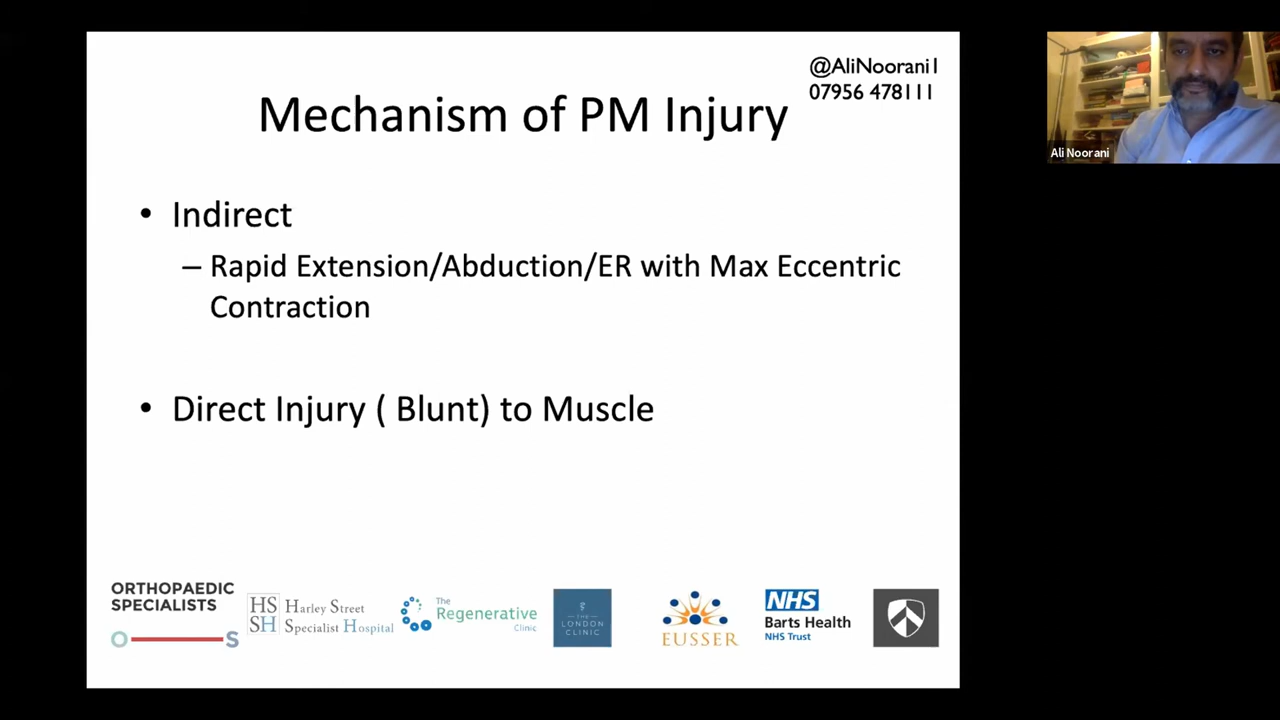 @AliNoorani1
07956 478111
Mechanism of PM Injury
Ali Noorani
• Indirect
– Rapid Extension/Abduction/ER with Max Eccentric
Contraction
• Direct Injury ( Blunt) to Muscle
ORTHOPAEDIC
SPECIALISTS
O S
HS Harley Street
SH Specialist Hospital
The
Regenerative
Clinic
THE
LONDON
CLINIC
EUSSER
NHS
Barts Health
NHS Trust